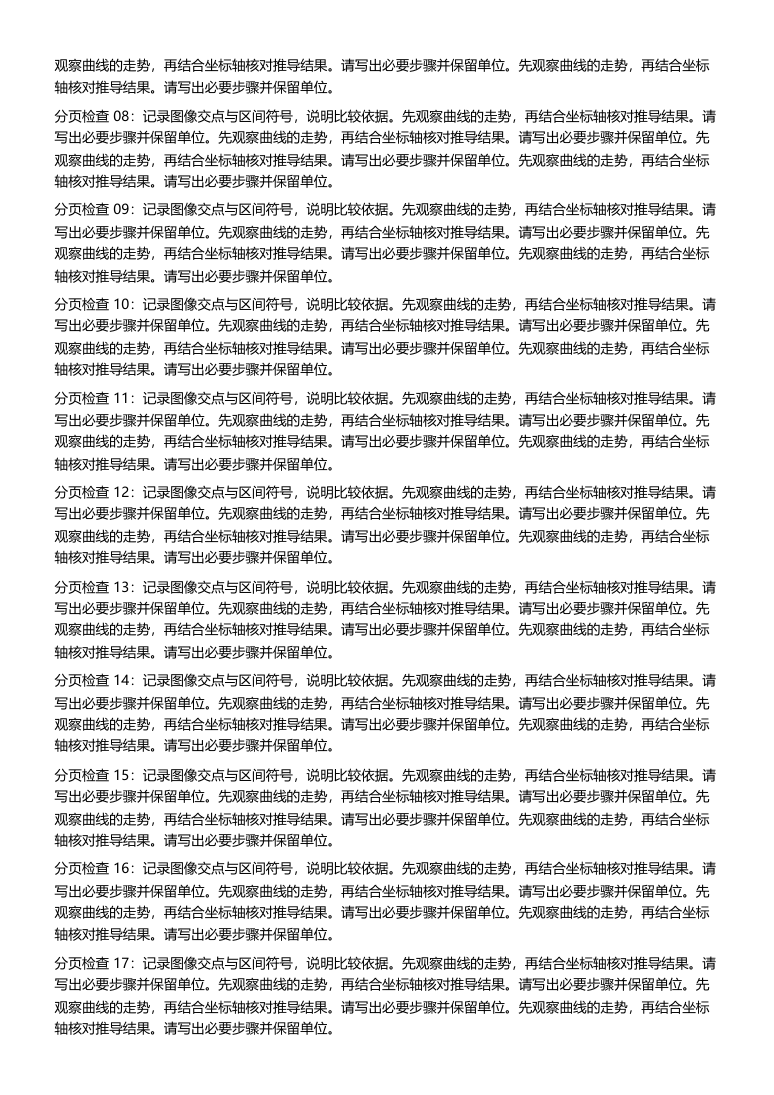 观察曲线的走势，再结合坐标轴核对推导结果。请写出必要步骤并保留单位。先观察曲线的走势，再结合坐标
轴核对推导结果。请写出必要步骤并保留单位。
分页检查 08：记录图像交点与区间符号，说明比较依据。先观察曲线的走势，再结合坐标轴核对推导结果。请
写出必要步骤并保留单位。先观察曲线的走势，再结合坐标轴核对推导结果。请写出必要步骤并保留单位。先
观察曲线的走势，再结合坐标轴核对推导结果。请写出必要步骤并保留单位。先观察曲线的走势，再结合坐标
轴核对推导结果。请写出必要步骤并保留单位。
分页检查 09：记录图像交点与区间符号，说明比较依据。先观察曲线的走势，再结合坐标轴核对推导结果。请
写出必要步骤并保留单位。先观察曲线的走势，再结合坐标轴核对推导结果。请写出必要步骤并保留单位。先
观察曲线的走势，再结合坐标轴核对推导结果。请写出必要步骤并保留单位。先观察曲线的走势，再结合坐标
轴核对推导结果。请写出必要步骤并保留单位。
分页检查 10：记录图像交点与区间符号，说明比较依据。先观察曲线的走势，再结合坐标轴核对推导结果。请
写出必要步骤并保留单位。先观察曲线的走势，再结合坐标轴核对推导结果。请写出必要步骤并保留单位。先
观察曲线的走势，再结合坐标轴核对推导结果。请写出必要步骤并保留单位。先观察曲线的走势，再结合坐标
轴核对推导结果。请写出必要步骤并保留单位。
分页检查 11：记录图像交点与区间符号，说明比较依据。先观察曲线的走势，再结合坐标轴核对推导结果。请
写出必要步骤并保留单位。先观察曲线的走势，再结合坐标轴核对推导结果。请写出必要步骤并保留单位。先
观察曲线的走势，再结合坐标轴核对推导结果。请写出必要步骤并保留单位。先观察曲线的走势，再结合坐标
轴核对推导结果。请写出必要步骤并保留单位。
分页检查 12：记录图像交点与区间符号，说明比较依据。先观察曲线的走势，再结合坐标轴核对推导结果。请
写出必要步骤并保留单位。先观察曲线的走势，再结合坐标轴核对推导结果。请写出必要步骤并保留单位。先
观察曲线的走势，再结合坐标轴核对推导结果。请写出必要步骤并保留单位。先观察曲线的走势，再结合坐标
轴核对推导结果。请写出必要步骤并保留单位。
分页检查 13：记录图像交点与区间符号，说明比较依据。先观察曲线的走势，再结合坐标轴核对推导结果。请
写出必要步骤并保留单位。先观察曲线的走势，再结合坐标轴核对推导结果。请写出必要步骤并保留单位。先
观察曲线的走势，再结合坐标轴核对推导结果。请写出必要步骤并保留单位。先观察曲线的走势，再结合坐标
轴核对推导结果。请写出必要步骤并保留单位。
分页检查 14：记录图像交点与区间符号，说明比较依据。先观察曲线的走势，再结合坐标轴核对推导结果。请
写出必要步骤并保留单位。先观察曲线的走势，再结合坐标轴核对推导结果。请写出必要步骤并保留单位。先
观察曲线的走势，再结合坐标轴核对推导结果。请写出必要步骤并保留单位。先观察曲线的走势，再结合坐标
轴核对推导结果。请写出必要步骤并保留单位。
分页检查 15：记录图像交点与区间符号，说明比较依据。先观察曲线的走势，再结合坐标轴核对推导结果。请
写出必要步骤并保留单位。先观察曲线的走势，再结合坐标轴核对推导结果。请写出必要步骤并保留单位。先
观察曲线的走势，再结合坐标轴核对推导结果。请写出必要步骤并保留单位。先观察曲线的走势，再结合坐标
轴核对推导结果。请写出必要步骤并保留单位。
分页检查 16：记录图像交点与区间符号，说明比较依据。先观察曲线的走势，再结合坐标轴核对推导结果。请
写出必要步骤并保留单位。先观察曲线的走势，再结合坐标轴核对推导结果。请写出必要步骤并保留单位。先
观察曲线的走势，再结合坐标轴核对推导结果。请写出必要步骤并保留单位。先观察曲线的走势，再结合坐标
轴核对推导结果。请写出必要步骤并保留单位。
分页检查 17：记录图像交点与区间符号，说明比较依据。先观察曲线的走势，再结合坐标轴核对推导结果。请
写出必要步骤并保留单位。先观察曲线的走势，再结合坐标轴核对推导结果。请写出必要步骤并保留单位。先
观察曲线的走势，再结合坐标轴核对推导结果。请写出必要步骤并保留单位。先观察曲线的走势，再结合坐标
轴核对推导结果。请写出必要步骤并保留单位。